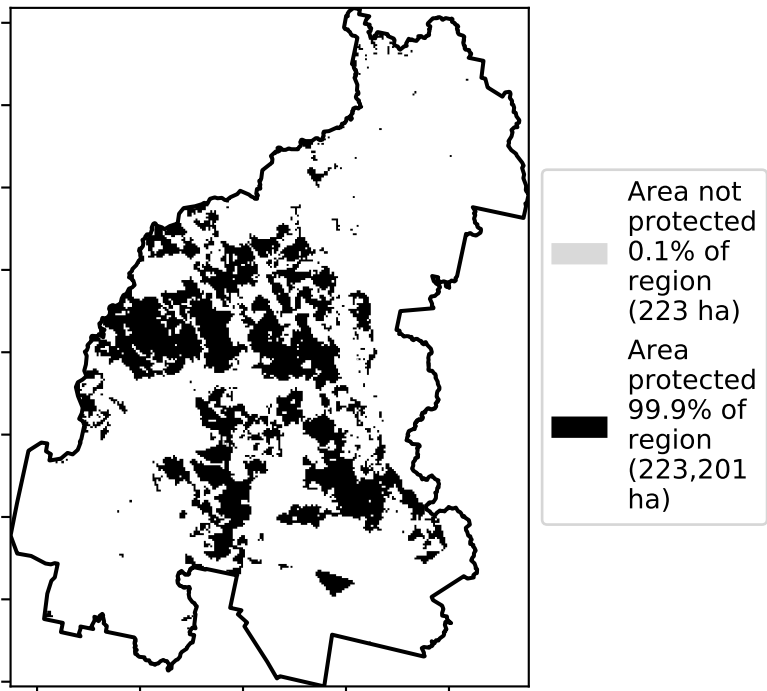 Area not
protected
0.1% of
region
(223 ha)
Area
protected
99.9% of
region
(223,201
ha)